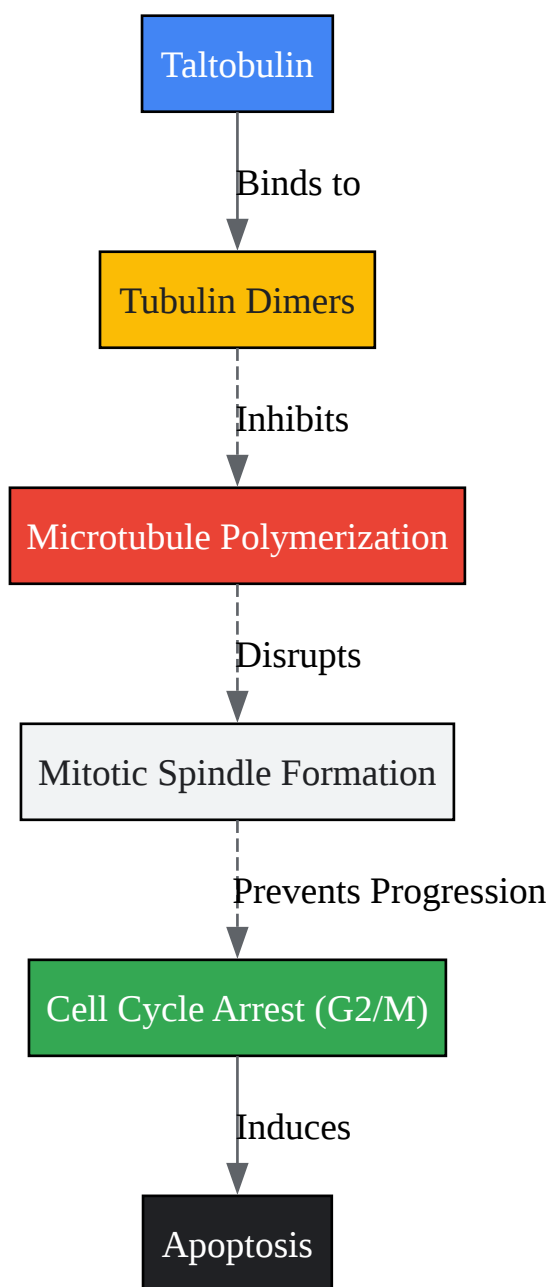 Taltobulin
Binds to
Tubulin Dimers
Inhibits
Microtubule Polymerization
Disrupts
Mitotic Spindle Formation
Prevents Progression
Cell Cycle Arrest (G2/M)
Induces
Apoptosis